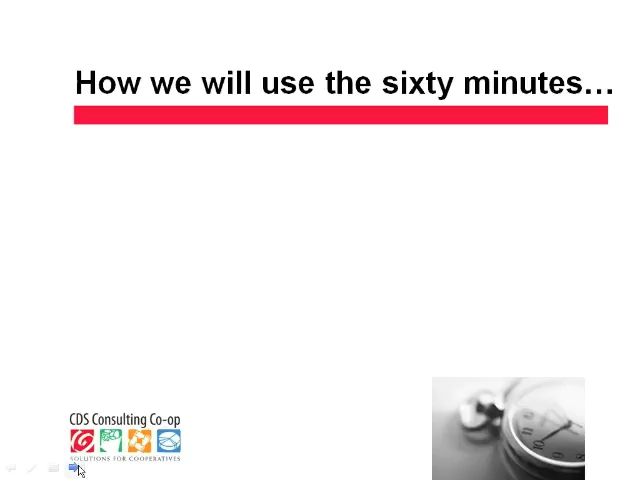 How we will use the sixty minutes…
CDS Consulting Co-op
SOLUTIONS FOR COOPERATIVES